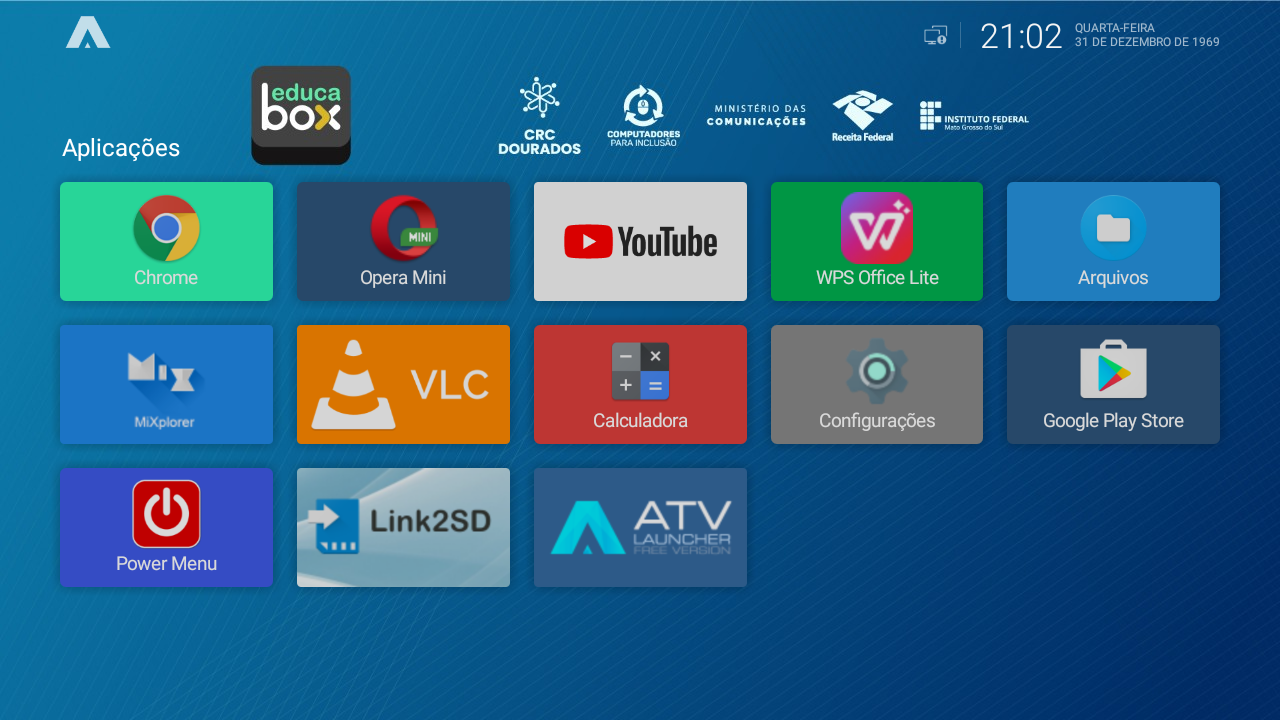 21:02
QUARTA-FEIRA
31 DE DEZEMBRO DE 1969
educa
box
CRC
DOURADOS
COMPUTADORES
PARA INCLUSÃO
MINISTÉRIO DAS
COMUNICAÇÕES
Receita Federal
INSTITUTO FEDERAL
Mato Grosso do Sul
Aplicações
Chrome
MINI
Opera Mini
YouTube
WPS Office Lite
Arquivos
MiX
MiXplorer
VLC
Calculadora
Configurações
Google Play Store
Power Menu
Link2SD
ATV
LAUNCHER
FREE VERSION